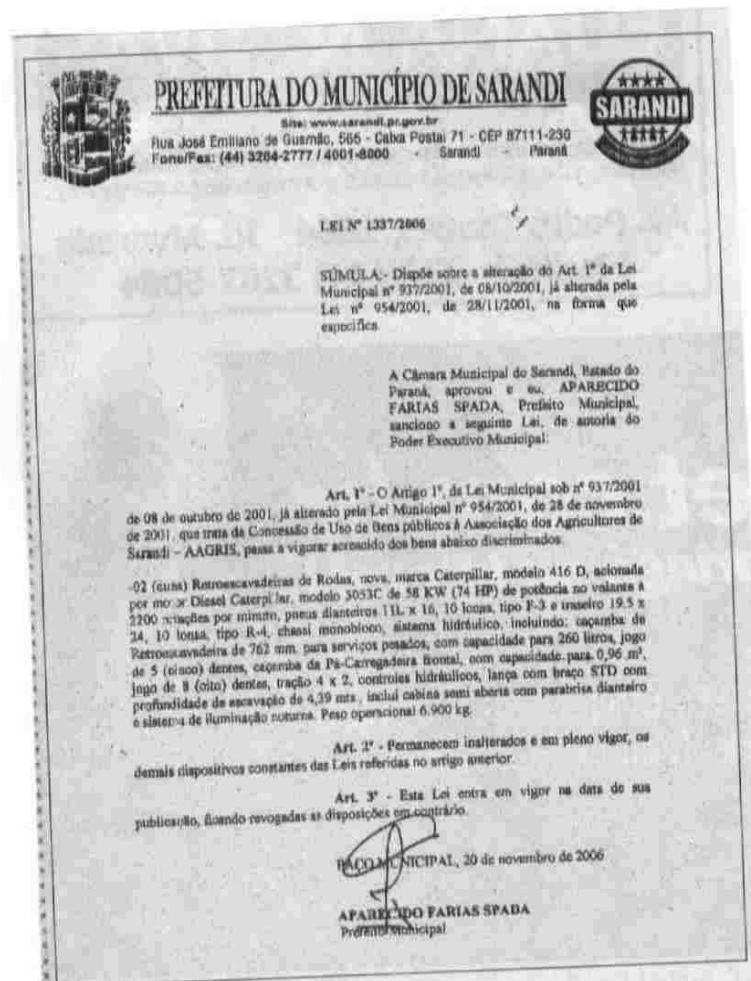 PREFEITURA DO MUNICÍPIO DE SARANDI
Site: www.sarandi.pr.gov.br
Rua José Emiliano de Gusmão, 565 - Caixa Postal 71 - CEP 87111-230
Fone/Fax: (44) 3264-2777 / 4001-8000 - Sarandi - Paraná
SARANDI
LEI Nº 1337/2006
SÚMULA:- Dispõe sobre a alteração do Art. 1º da Lei
Municipal nº 937/2001, de 08/10/2001, já alterada pela
Lei nº 954/2001, de 28/11/2001, na forma que
especifica.
A Câmara Municipal de Sarandi, Estado do
Paraná, aprovou e eu, APARECIDO
FARIAS SPADA, Prefeito Municipal,
sanciono a seguinte Lei, de autoria do
Poder Executivo Municipal:
Art. 1º - O Artigo 1º, da Lei Municipal sob nº 937/2001
de 08 de outubro de 2001, já alterado pela Lei Municipal nº 954/2001, de 28 de novembro
de 2001, que trata da Concessão de Uso de Bens públicos à Associação dos Agricultores de
Sarandi – AAGRIS, passa a vigorar acrescido dos bens abaixo discriminados:
-02 (duas) Retroescavadeiras de Rodas, nova, marca Caterpillar, modelo 416 D, acionada
por motor Diesel Caterpillar, modelo 3053C de 58 KW (74 HP) de potência no volante à
2200 rotações por minuto, pneus dianteiros 11L x 16, 10 lonas, tipo F-3 e traseiro 19.5 x
24, 10 lonas, tipo R-4, chassi monobloco, sistema hidráulico, incluindo: caçamba de
Retroescavadeira de 762 mm. para serviços pesados, com capacidade para 260 litros, jogo
de 5 (cinco) dentes, caçamba da Pá-Carregadeira frontal, com capacidade para 0,96 m³,
jogo de 8 (oito) dentes, tração 4 x 2, controles hidráulicos, lança com braço STD com
profundidade de escavação de 4,39 mts., inclui cabina semi aberta com parabrisa dianteiro
e sistema de iluminação noturna. Peso operacional 6.900 kg.
Art. 2º - Permanecem inalterados e em pleno vigor, os
demais dispositivos constantes das Leis referidas no artigo anterior.
Art. 3º - Esta Lei entra em vigor na data de sua
publicação, ficando revogadas as disposições em contrário.
PAÇO MUNICIPAL, 20 de novembro de 2006
APARECIDO FARIAS SPADA
Prefeito Municipal